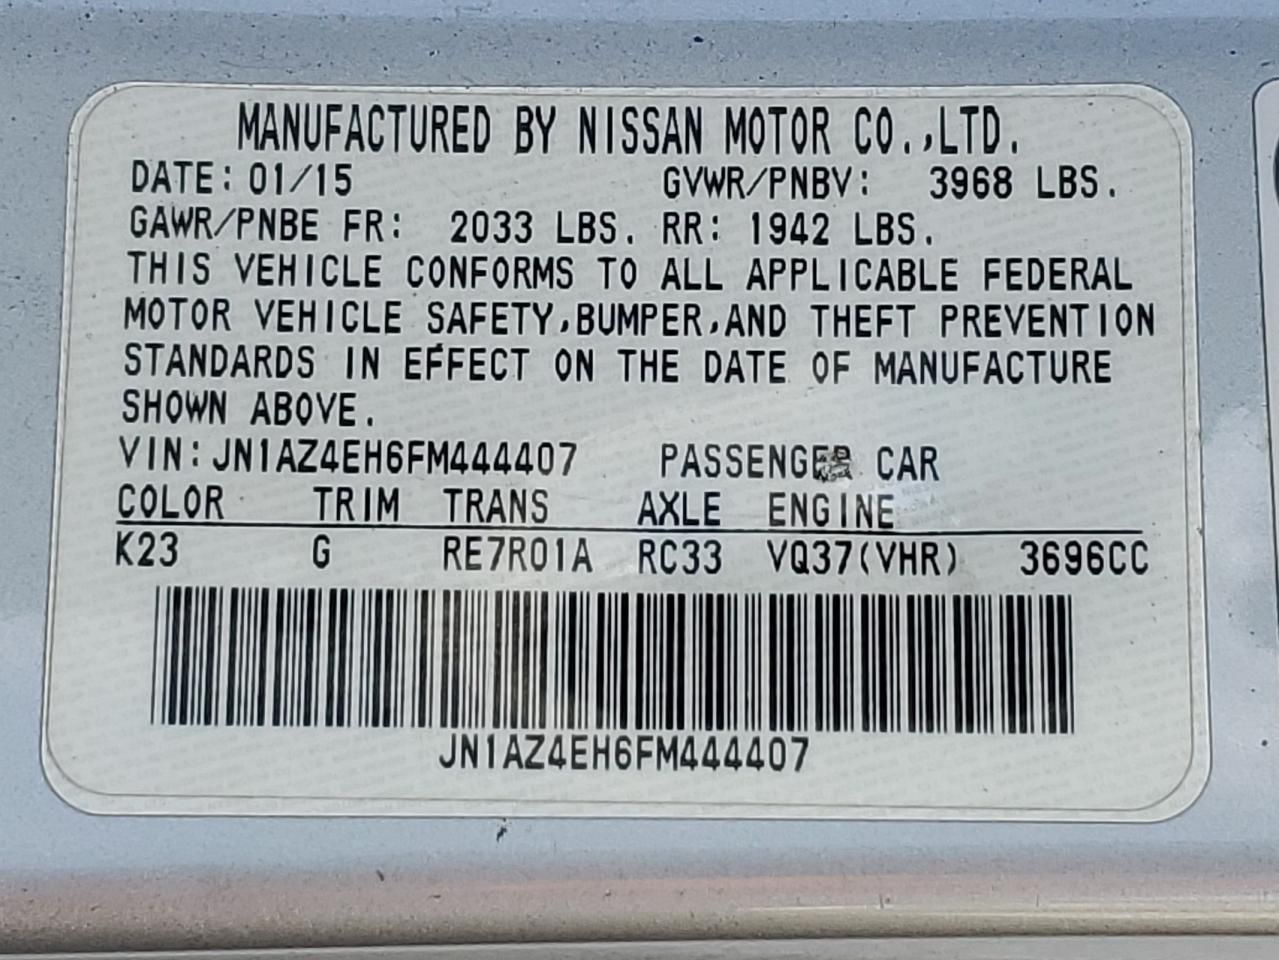 MANUFACTURED BY NISSAN MOTOR CO.,LTD.
DATE: 01/15 GVWR/PNBV: 3968 LBS.
GAWR/PNBE FR: 2033 LBS. RR: 1942 LBS.
THIS VEHICLE CONFORMS TO ALL APPLICABLE FEDERAL
MOTOR VEHICLE SAFETY,BUMPER,AND THEFT PREVENTION
STANDARDS IN EFFECT ON THE DATE OF MANUFACTURE
SHOWN ABOVE.
VIN: JN1AZ4EH6FM444407 PASSENGER CAR
COLOR TRIM TRANS AXLE ENGINE
K23 G RE7R01A RC33 VQ37(VHR) 3696CC
JN1AZ4EH6FM444407